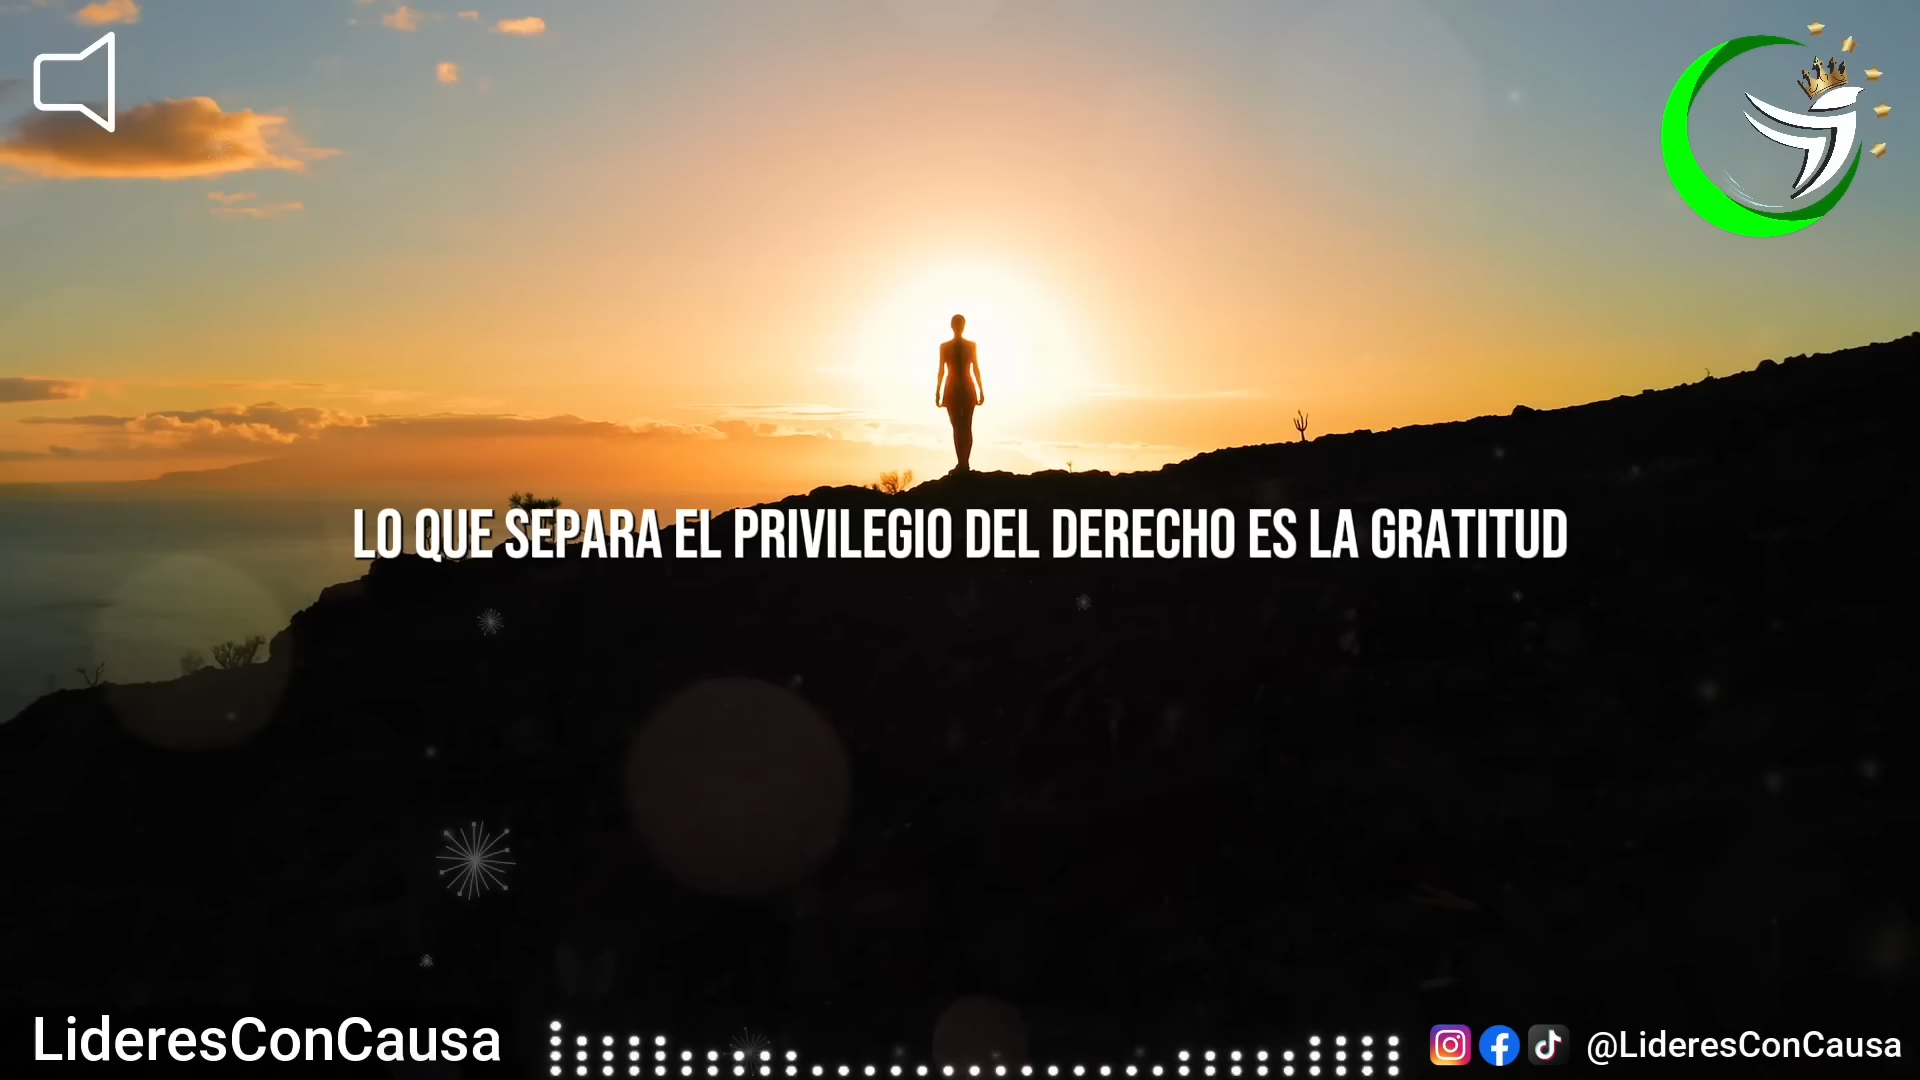 LO QUE SEPARA EL PRIVILEGIO DEL DERECHO ES LA GRATITUD
LideresConCausa
@LideresConCausa